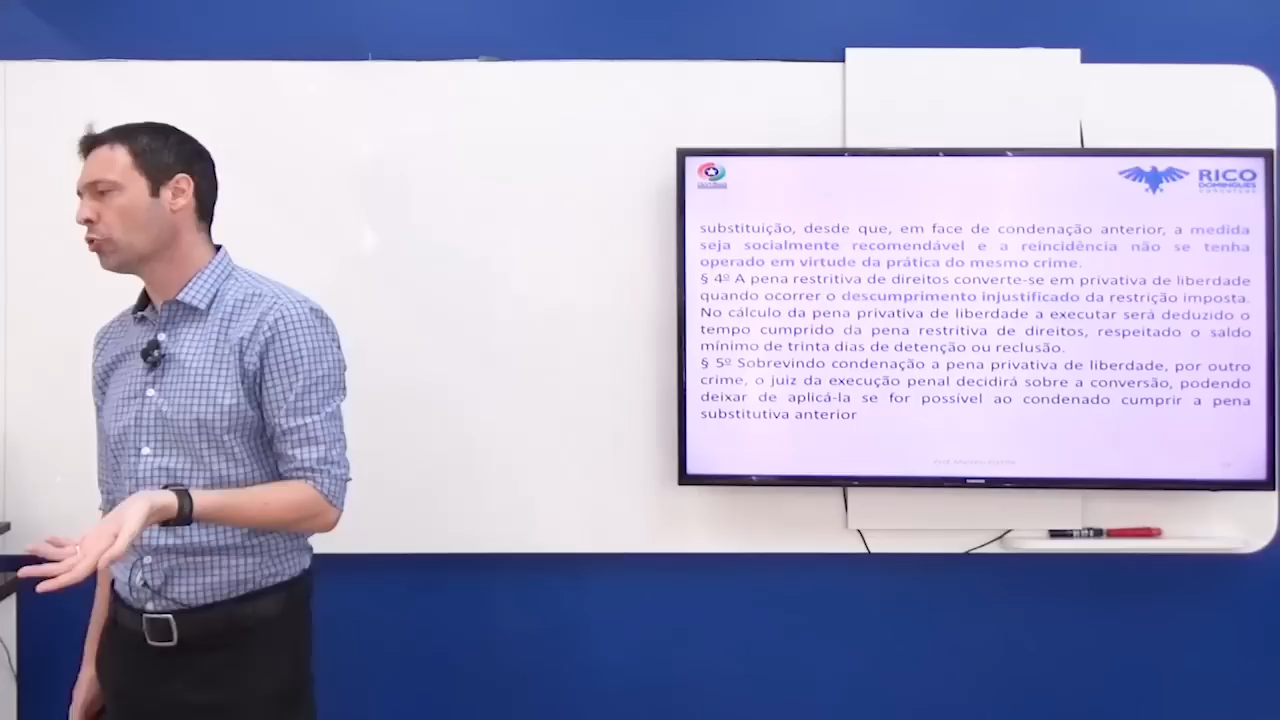 RICO
DOMINGUES
CONCURSOS
substituição, desde que, em face de condenação anterior, a medida
seja socialmente recomendável e a reincidência não se tenha
operado em virtude da prática do mesmo crime.
§ 4º A pena restritiva de direitos converte-se em privativa de liberdade
quando ocorrer o descumprimento injustificado da restrição imposta.
No cálculo da pena privativa de liberdade a executar será deduzido o
tempo cumprido da pena restritiva de direitos, respeitado o saldo
mínimo de trinta dias de detenção ou reclusão.
§ 5º Sobrevindo condenação a pena privativa de liberdade, por outro
crime, o juiz da execução penal decidirá sobre a conversão, podendo
deixar de aplicá-la se for possível ao condenado cumprir a pena
substitutiva anterior